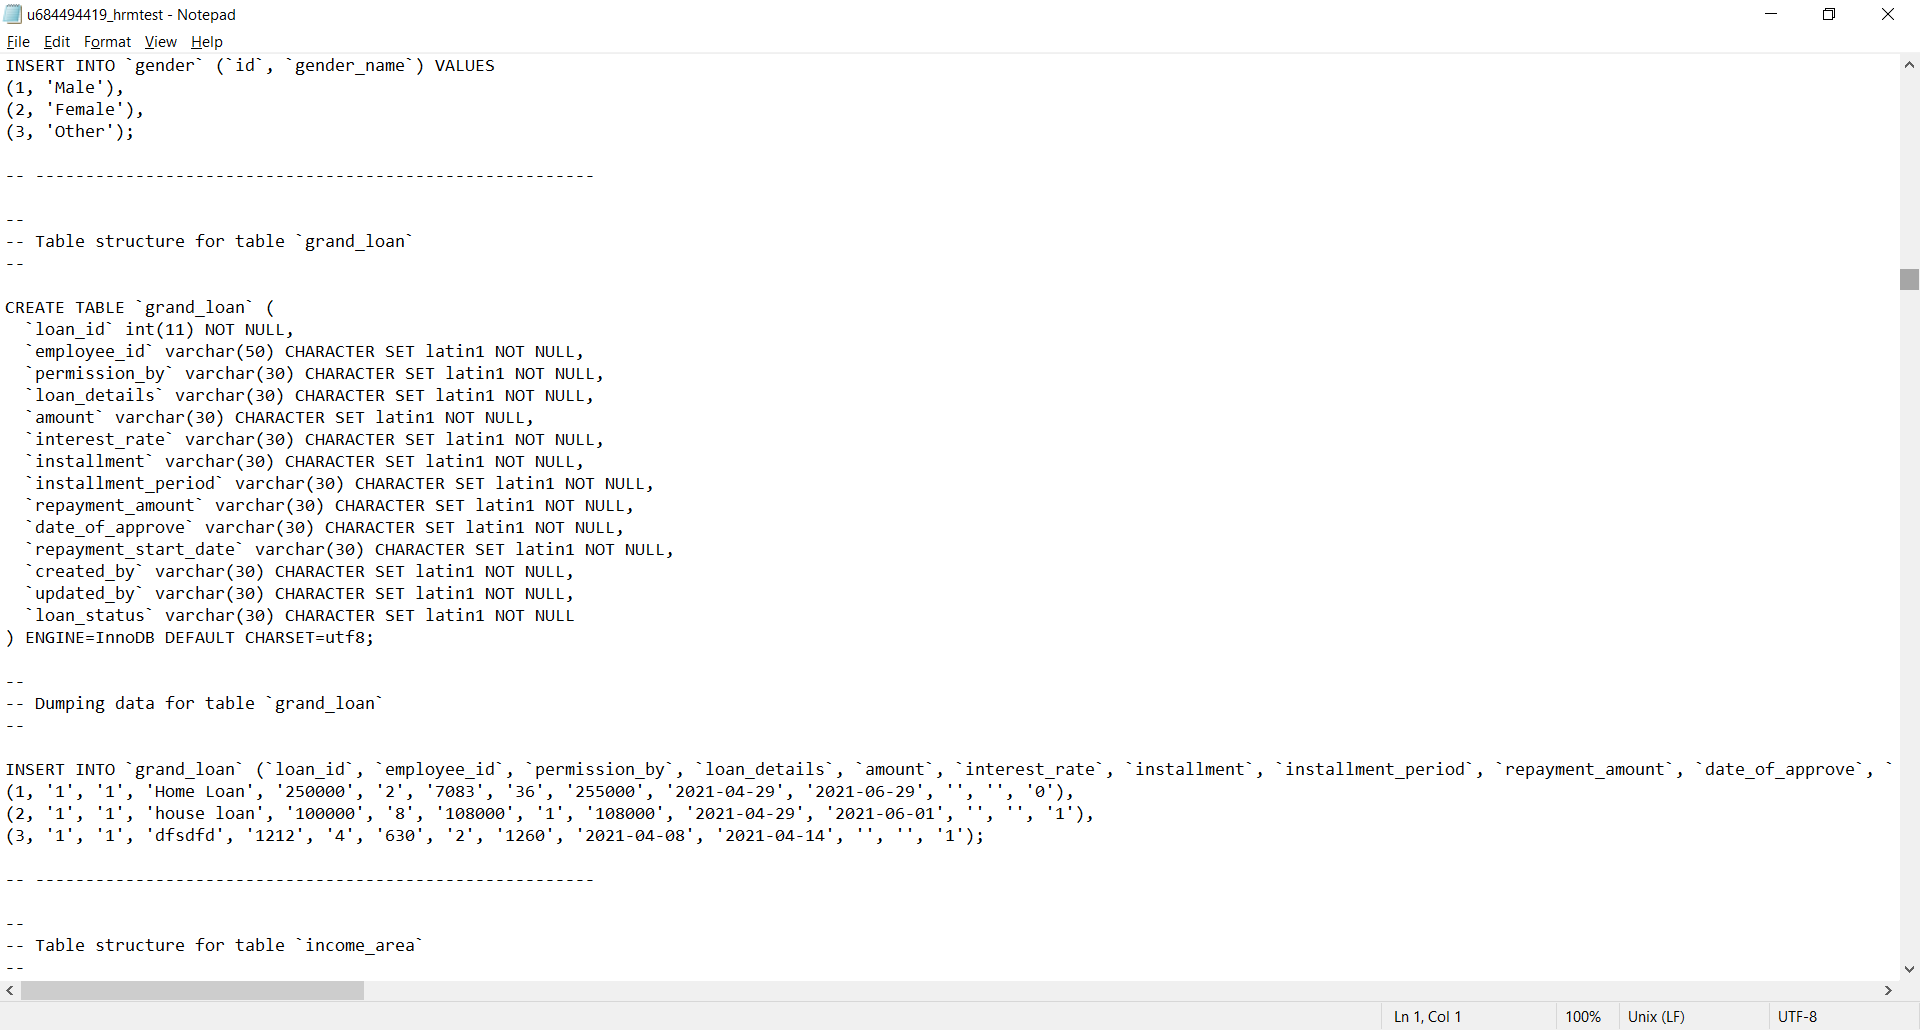 u684494419_hrmtest - Notepad
File Edit Format View Help
INSERT INTO `gender` (`id`, `gender_name`) VALUES
(1, 'Male'),
(2, 'Female'),
(3, 'Other');
-- --------------------------------------------------------
--
-- Table structure for table `grand_loan`
--
CREATE TABLE `grand_loan` (
  `loan_id` int(11) NOT NULL,
  `employee_id` varchar(50) CHARACTER SET latin1 NOT NULL,
  `permission_by` varchar(30) CHARACTER SET latin1 NOT NULL,
  `loan_details` varchar(30) CHARACTER SET latin1 NOT NULL,
  `amount` varchar(30) CHARACTER SET latin1 NOT NULL,
  `interest_rate` varchar(30) CHARACTER SET latin1 NOT NULL,
  `installment` varchar(30) CHARACTER SET latin1 NOT NULL,
  `installment_period` varchar(30) CHARACTER SET latin1 NOT NULL,
  `repayment_amount` varchar(30) CHARACTER SET latin1 NOT NULL,
  `date_of_approve` varchar(30) CHARACTER SET latin1 NOT NULL,
  `repayment_start_date` varchar(30) CHARACTER SET latin1 NOT NULL,
  `created_by` varchar(30) CHARACTER SET latin1 NOT NULL,
  `updated_by` varchar(30) CHARACTER SET latin1 NOT NULL,
  `loan_status` varchar(30) CHARACTER SET latin1 NOT NULL
) ENGINE=InnoDB DEFAULT CHARSET=utf8;
--
-- Dumping data for table `grand_loan`
--
INSERT INTO `grand_loan` (`loan_id`, `employee_id`, `permission_by`, `loan_details`, `amount`, `interest_rate`, `installment`, `installment_period`, `repayment_amount`, `date_of_approve`, `
(1, '1', '1', 'Home Loan', '250000', '2', '7083', '36', '255000', '2021-04-29', '2021-06-29', '', '', '0'),
(2, '1', '1', 'house loan', '100000', '8', '108000', '1', '108000', '2021-04-29', '2021-06-01', '', '', '1'),
(3, '1', '1', 'dfsdfd', '1212', '4', '630', '2', '1260', '2021-04-08', '2021-04-14', '', '', '1');
-- --------------------------------------------------------
--
-- Table structure for table `income_area`
--
Ln 1, Col 1 100% Unix (LF) UTF-8